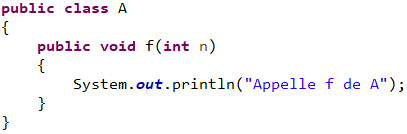 public class A
{
    public void f(int n)
    {
        System.out.println("Appelle f de A");
    }
}